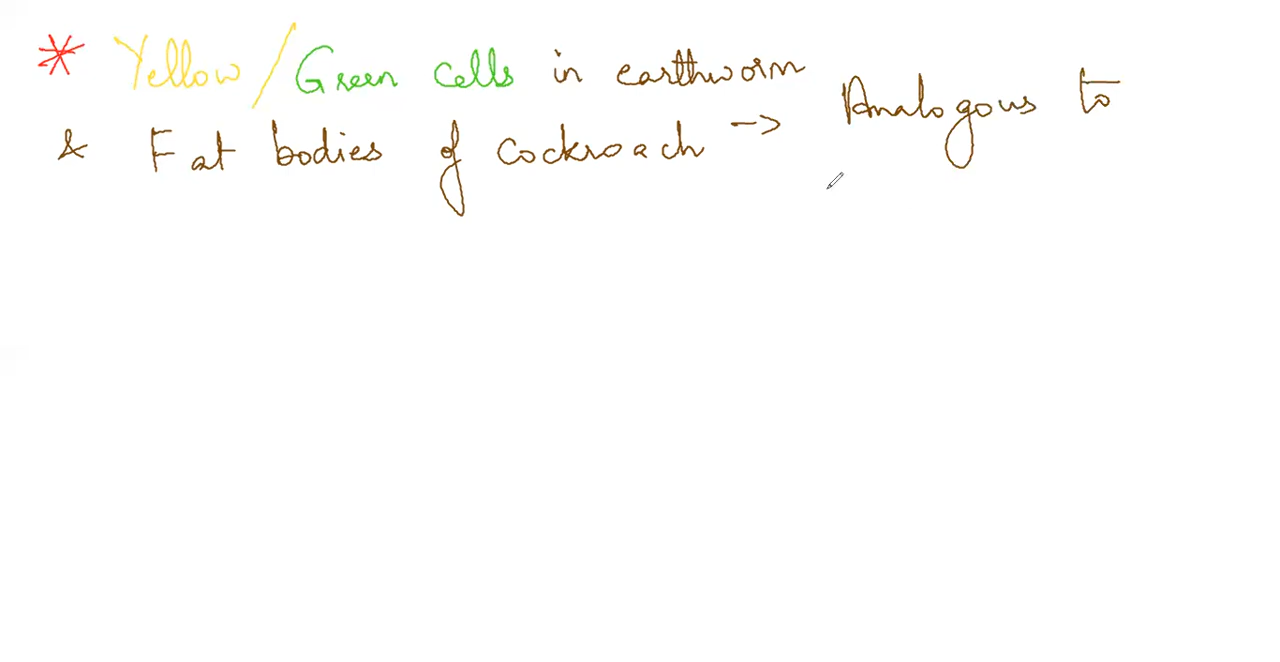 * Yellow/Green cells in earthworm
& Fat bodies of cockroach -> Analogous to